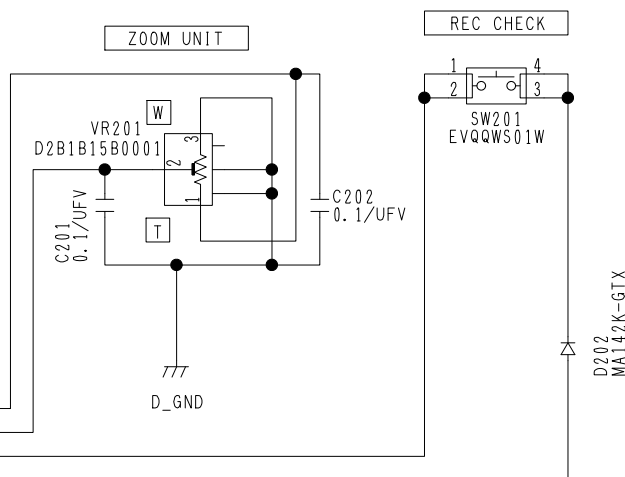 ZOOM UNIT
REC CHECK
W
VR201
D2B1B15B0001
3
2
1
T
C201
0.1/UFV
C202
0.1/UFV
D_GND
1
2
4
3
SW201
EVQQWS01W
D202
MA142K-GTX